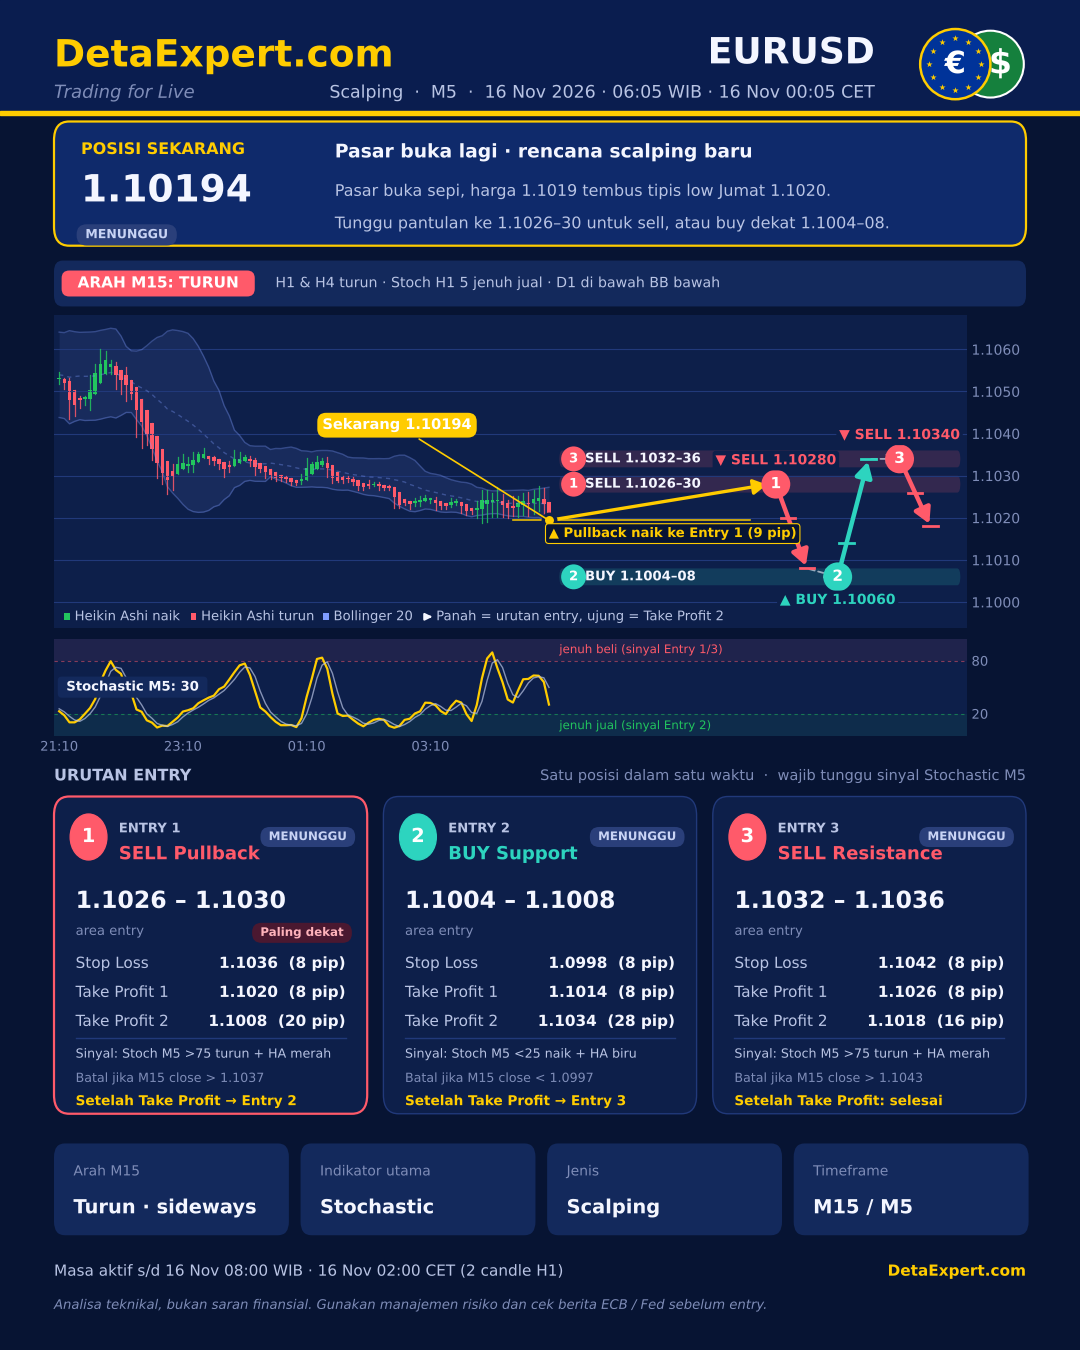 DetaExpert.com
Trading for Live
EURUSD
Scalping · M5 · 16 Nov 2026 · 06:05 WIB · 16 Nov 00:05 CET
€ $
POSISI SEKARANG
1.10194
MENUNGGU
Pasar buka lagi · rencana scalping baru
Pasar buka sepi, harga 1.1019 tembus tipis low Jumat 1.1020.
Tunggu pantulan ke 1.1026–30 untuk sell, atau buy dekat 1.1004–08.
ARAH M15: TURUN
H1 & H4 turun · Stoch H1 5 jenuh jual · D1 di bawah BB bawah
1.1060
1.1050
1.1040
1.1030
1.1020
1.1010
1.1000
Sekarang 1.10194
▼ SELL 1.10340
3 SELL 1.1032–36
▼ SELL 1.10280
3
1 SELL 1.1026–30
1
▲ Pullback naik ke Entry 1 (9 pip)
2 BUY 1.1004–08
2
▲ BUY 1.10060
Heikin Ashi naik
Heikin Ashi turun
Bollinger 20
Panah = urutan entry, ujung = Take Profit 2
jenuh beli (sinyal Entry 1/3)
80
Stochastic M5: 30
20
jenuh jual (sinyal Entry 2)
21:10 23:10 01:10 03:10
URUTAN ENTRY
Satu posisi dalam satu waktu · wajib tunggu sinyal Stochastic M5
1
ENTRY 1
MENUNGGU
SELL Pullback
1.1026 – 1.1030
area entry
Paling dekat
Stop Loss 1.1036 (8 pip)
Take Profit 1 1.1020 (8 pip)
Take Profit 2 1.1008 (20 pip)
Sinyal: Stoch M5 >75 turun + HA merah
Batal jika M15 close > 1.1037
Setelah Take Profit → Entry 2
2
ENTRY 2
MENUNGGU
BUY Support
1.1004 – 1.1008
area entry
Stop Loss 1.0998 (8 pip)
Take Profit 1 1.1014 (8 pip)
Take Profit 2 1.1034 (28 pip)
Sinyal: Stoch M5 <25 naik + HA biru
Batal jika M15 close < 1.0997
Setelah Take Profit → Entry 3
3
ENTRY 3
MENUNGGU
SELL Resistance
1.1032 – 1.1036
area entry
Stop Loss 1.1042 (8 pip)
Take Profit 1 1.1026 (8 pip)
Take Profit 2 1.1018 (16 pip)
Sinyal: Stoch M5 >75 turun + HA merah
Batal jika M15 close > 1.1043
Setelah Take Profit: selesai
Arah M15
Turun · sideways
Indikator utama
Stochastic
Jenis
Scalping
Timeframe
M15 / M5
Masa aktif s/d 16 Nov 08:00 WIB · 16 Nov 02:00 CET (2 candle H1)
DetaExpert.com
Analisa teknikal, bukan saran finansial. Gunakan manajemen risiko dan cek berita ECB / Fed sebelum entry.